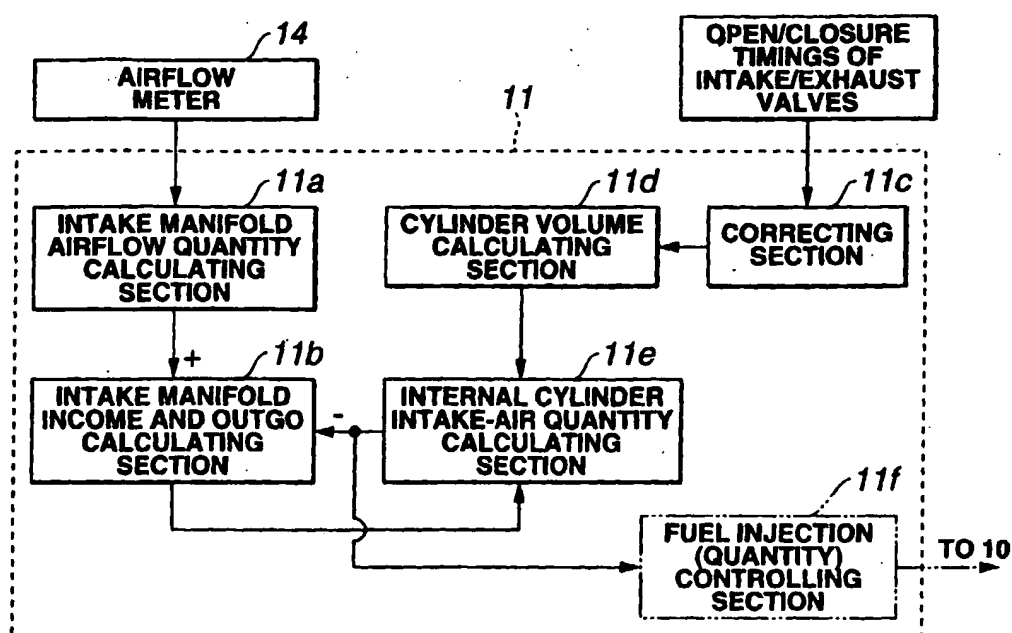 14
AIRFLOW
METER
OPEN/CLOSURE
TIMINGS OF
INTAKE/EXHAUST
VALVES
11
11a
INTAKE MANIFOLD
AIRFLOW QUANTITY
CALCULATING
SECTION
11d
CYLINDER VOLUME
CALCULATING
SECTION
11c
CORRECTING
SECTION
+
11b
INTAKE MANIFOLD
INCOME AND OUTGO
CALCULATING
SECTION
-
11e
INTERNAL CYLINDER
INTAKE-AIR QUANTITY
CALCULATING
SECTION
11f
FUEL INJECTION
(QUANTITY)
CONTROLLING
SECTION
TO 10